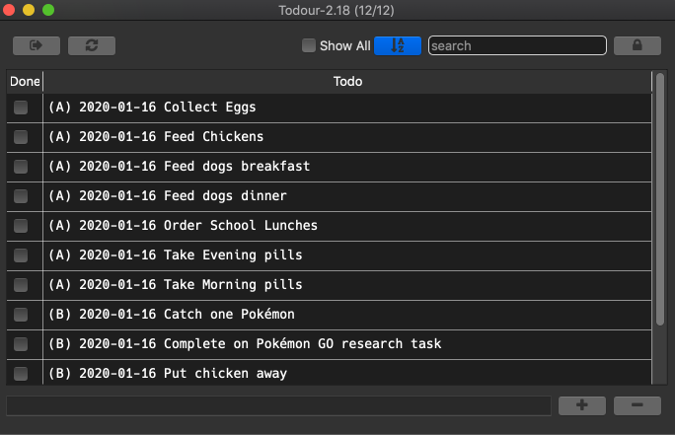 Todour-2.18 (12/12)
Show All
search
Done Todo
(A) 2020-01-16 Collect Eggs
(A) 2020-01-16 Feed Chickens
(A) 2020-01-16 Feed dogs breakfast
(A) 2020-01-16 Feed dogs dinner
(A) 2020-01-16 Order School Lunches
(A) 2020-01-16 Take Evening pills
(A) 2020-01-16 Take Morning pills
(B) 2020-01-16 Catch one Pokémon
(B) 2020-01-16 Complete on Pokémon GO research task
(B) 2020-01-16 Put chicken away